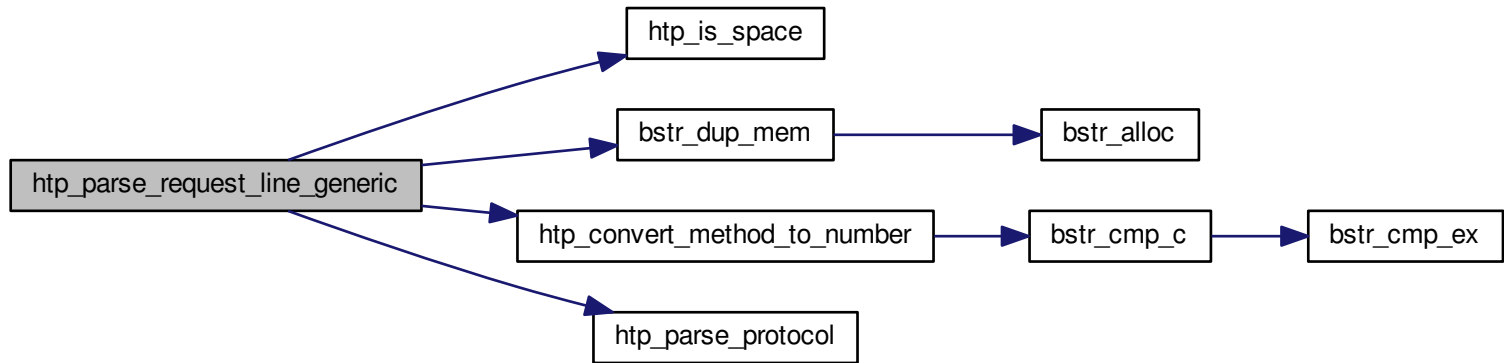 htp_is_space
bstr_dup_mem
bstr_alloc
htp_parse_request_line_generic
htp_convert_method_to_number
bstr_cmp_c
bstr_cmp_ex
htp_parse_protocol